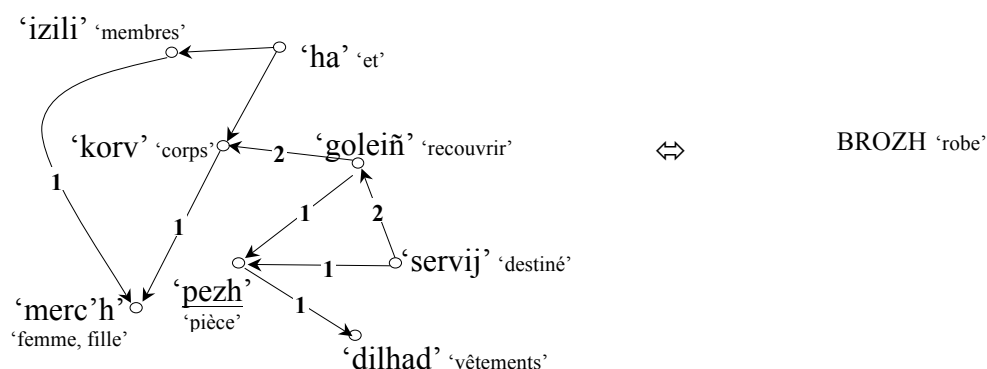 ‘izili’ ‘membres’
‘ha’ ‘et’
‘korv’ ‘corps’
2
‘goleiñ’ ‘recouvrir’
⇔
BROZH ‘robe’
1
1
1
2
1
‘servij’ ‘destiné’
‘merc’h’
‘femme, fille’
‘pezh’
‘pièce’
1
‘dilhad’ ‘vêtements’